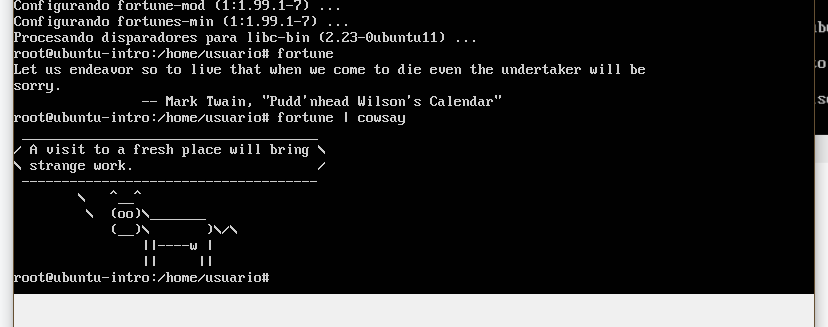 Configurando fortune-mod (1:1.99.1-7) ...
Configurando fortunes-min (1:1.99.1-7) ...
Procesando disparadores para libc-bin (2.23-0ubuntu11) ...
root@ubuntu-intro:/home/usuario# fortune
Let us endeavor so to live that when we come to die even the undertaker will be
sorry.
                -- Mark Twain, "Pudd'nhead Wilson's Calendar"
root@ubuntu-intro:/home/usuario# fortune | cowsay
 _____________________________________
/ A visit to a fresh place will bring \
\ strange work.                       /
 -------------------------------------
        \   ^__^
         \  (oo)\_______
            (__)\       )\/\
                ||----w |
                ||     ||
root@ubuntu-intro:/home/usuario#